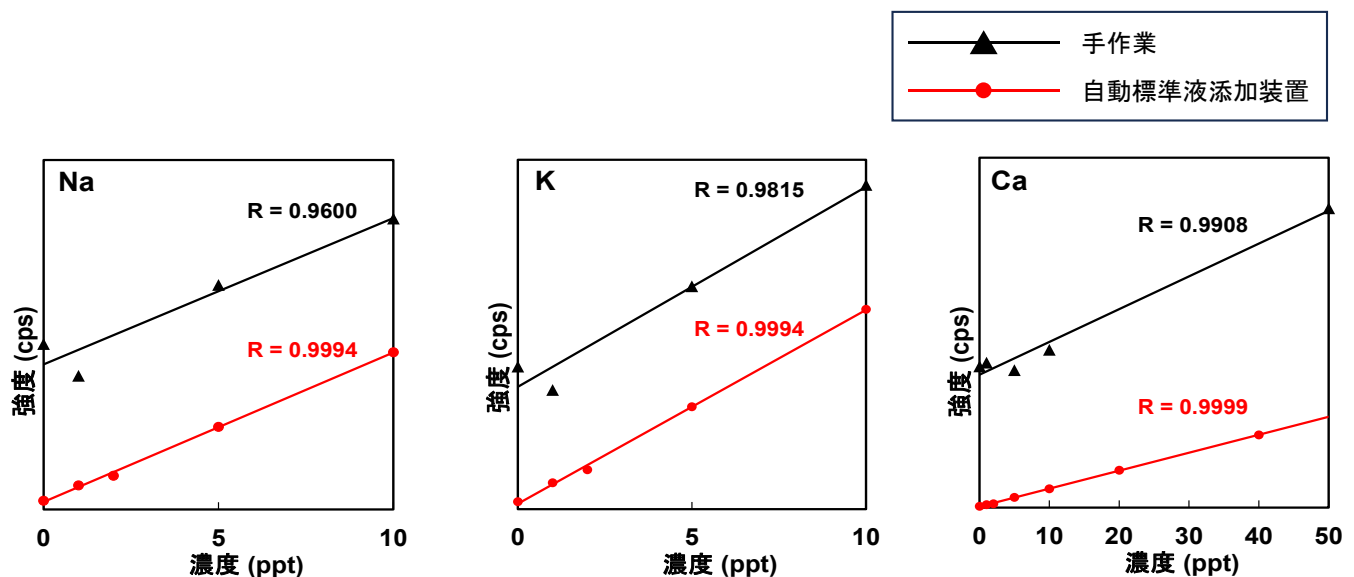 手作業
自動標準液添加装置
Na
R = 0.9600
R = 0.9994
強度 (cps)
0
5
10
濃度 (ppt)
K
R = 0.9815
R = 0.9994
強度 (cps)
0
5
10
濃度 (ppt)
Ca
R = 0.9908
R = 0.9999
強度 (cps)
0 10 20 30 40 50
濃度 (ppt)